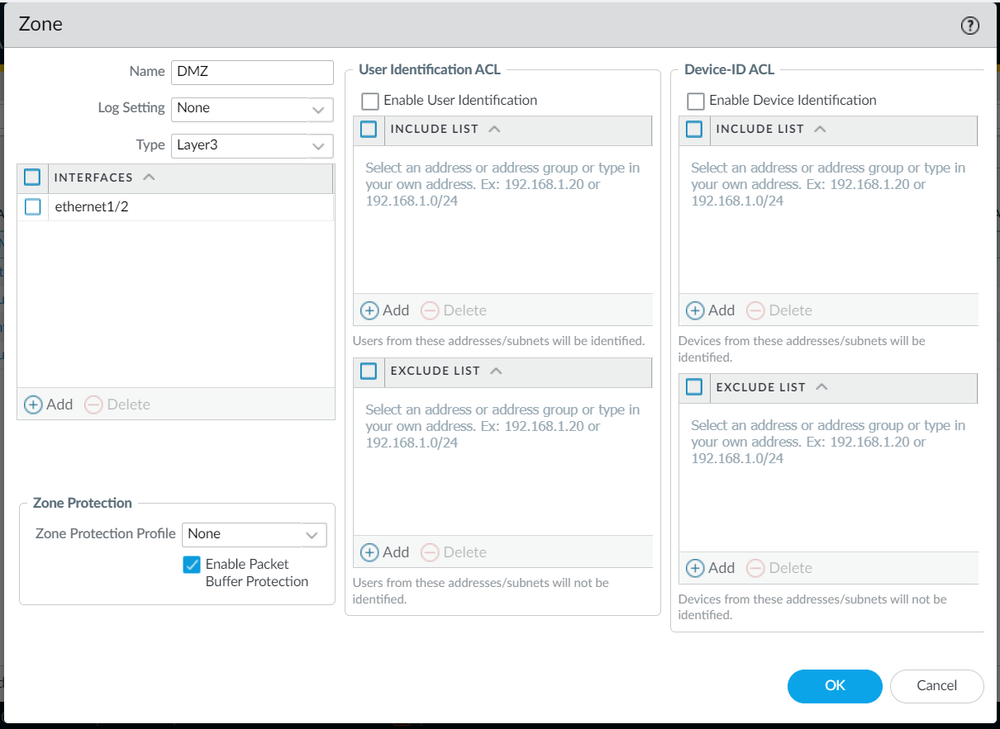 Zone
?
Name
DMZ
Log Setting
None
Type
Layer3
INTERFACES
ethernet1/2
Add
Delete
Zone Protection
Zone Protection Profile
None
Enable Packet
Buffer Protection
User Identification ACL
Enable User Identification
INCLUDE LIST
Select an address or address group or type in
your own address. Ex: 192.168.1.20 or
192.168.1.0/24
Add
Delete
Users from these addresses/subnets will be identified.
EXCLUDE LIST
Select an address or address group or type in
your own address. Ex: 192.168.1.20 or
192.168.1.0/24
Add
Delete
Users from these addresses/subnets will not be
identified.
Device-ID ACL
Enable Device Identification
INCLUDE LIST
Select an address or address group or type in
your own address. Ex: 192.168.1.20 or
192.168.1.0/24
Add
Delete
Devices from these addresses/subnets will be
identified.
EXCLUDE LIST
Select an address or address group or type in
your own address. Ex: 192.168.1.20 or
192.168.1.0/24
Add
Delete
Devices from these addresses/subnets will not be
identified.
OK
Cancel